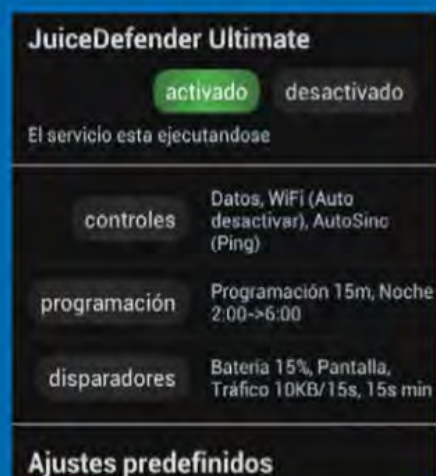 JuiceDefender Ultimate
activado desactivado
El servicio esta ejecutandose
controles
Datos, WiFi (Auto
desactivar), AutoSinc
(Ping)
programación
Programación 15m, Noche
2:00->6:00
disparadores
Batería 15%, Pantalla,
Tráfico 10KB/15s, 15s min
Ajustes predefinidos